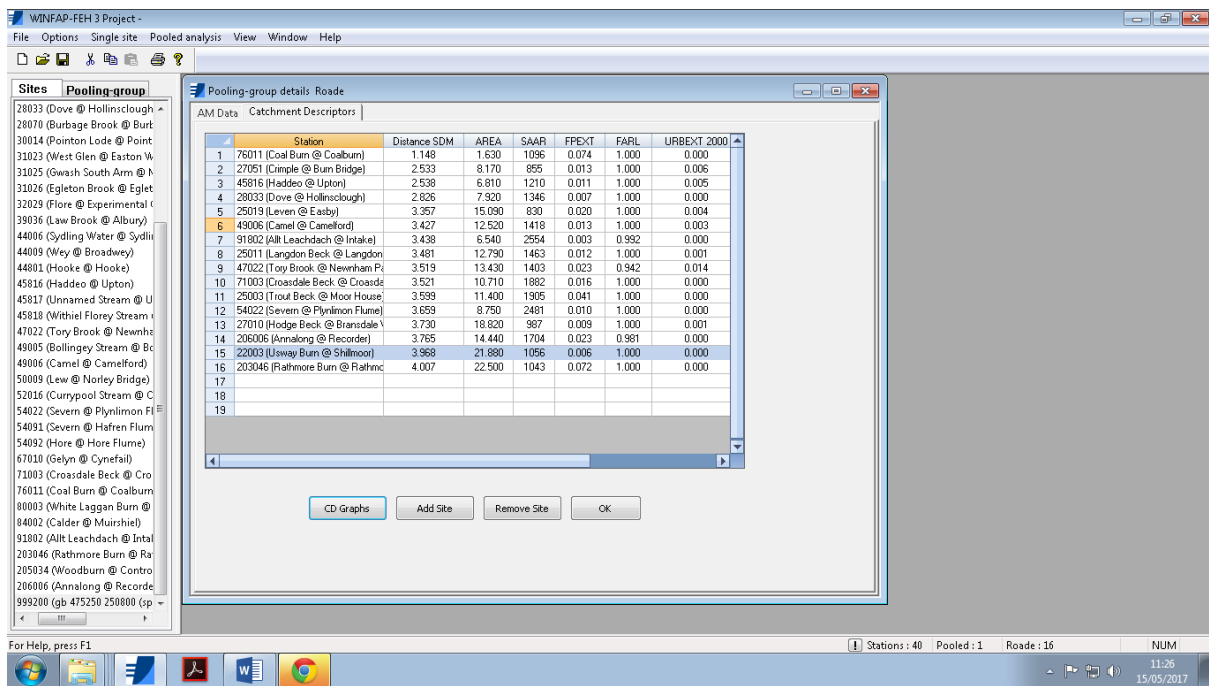 WINFAP-FEH 3 Project -
File Options Single site Pooled analysis View Window Help
Sites Pooling-group
28033 (Dove @ Hollinsclough
28070 (Burbage Brook @ Burb
30014 (Pointon Lode @ Point
31023 (West Glen @ Easton W
31025 (Gwash South Arm @ M
31026 (Egleton Brook @ Eglet
32029 (Flore @ Experimental
39036 (Law Brook @ Albury)
44006 (Sydling Water @ Sydli
44009 (Wey @ Broadwey)
44801 (Hooke @ Hooke)
45816 (Haddeo @ Upton)
45817 (Unnamed Stream @ U
45818 (Withiel Florey Stream
47022 (Tory Brook @ Newnha
49005 (Bollingey Stream @ Bo
49006 (Camel @ Camelford)
50009 (Lew @ Norley Bridge)
52016 (Currypool Stream @ C
54022 (Severn @ Plynlimon Fl
54091 (Severn @ Hafren Flum
54092 (Hore @ Hore Flume)
67010 (Gelyn @ Cynefail)
71003 (Croasdale Beck @ Cro
76011 (Coal Burn @ Coalburn
80003 (White Laggan Burn @
84002 (Calder @ Muirshiel)
91802 (Allt Leachdach @ Intal
203046 (Rathmore Burn @ Ra
205034 (Woodburn @ Contro
206006 (Annalong @ Recorde
999200 (gb 475250 250800 (sp
Pooling-group details Roade
AM Data Catchment Descriptors
Station Distance SDM AREA SAAR FPEXT FARL URBEXT 2000
1 76011 (Coal Burn @ Coalburn) 1.148 1.630 1096 0.074 1.000 0.000
2 27051 (Crimple @ Burn Bridge) 2.533 8.170 855 0.013 1.000 0.006
3 45816 (Haddeo @ Upton) 2.538 6.810 1210 0.011 1.000 0.005
4 28033 (Dove @ Hollinsclough) 2.826 7.920 1346 0.007 1.000 0.000
5 25019 (Leven @ Easby) 3.357 15.090 830 0.020 1.000 0.004
6 49006 (Camel @ Camelford) 3.427 12.520 1418 0.013 1.000 0.003
7 91802 (Allt Leachdach @ Intake) 3.438 6.540 2554 0.003 0.992 0.000
8 25011 (Langdon Beck @ Langdon 3.481 12.790 1463 0.012 1.000 0.001
9 47022 (Tory Brook @ Newnham Pa 3.519 13.430 1403 0.023 0.942 0.014
10 71003 (Croasdale Beck @ Croasda 3.521 10.710 1882 0.016 1.000 0.000
11 25003 (Trout Beck @ Moor House) 3.599 11.400 1905 0.041 1.000 0.000
12 54022 (Severn @ Plynlimon Flume) 3.659 8.750 2481 0.010 1.000 0.000
13 27010 (Hodge Beck @ Bransdale 3.730 18.820 987 0.009 1.000 0.001
14 206006 (Annalong @ Recorder) 3.765 14.440 1704 0.023 0.981 0.000
15 22003 (Usway Burn @ Shillmoor) 3.968 21.880 1056 0.006 1.000 0.000
16 203046 (Rathmore Burn @ Rathmo 4.007 22.500 1043 0.072 1.000 0.000
17
18
19
CD Graphs Add Site Remove Site OK
For Help, press F1 Stations : 40 Pooled : 1 Roade : 16 NUM
11:26
15/05/2017